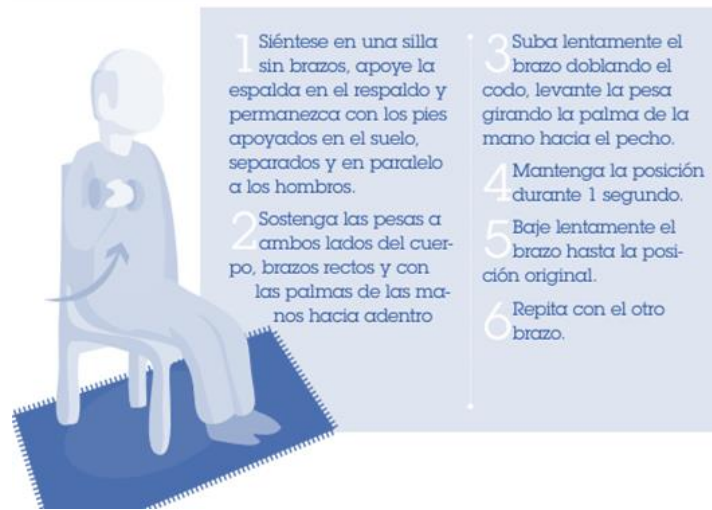 1 Siéntese en una silla
sin brazos, apoye la
espalda en el respaldo y
permanezca con los pies
apoyados en el suelo,
separados y en paralelo
a los hombros.
2 Sostenga las pesas a
ambos lados del cuer-
po, brazos rectos y con
las palmas de las ma-
nos hacia adentro
3 Suba lentamente el
brazo doblando el
codo, levante la pesa
girando la palma de la
mano hacia el pecho.
4 Mantenga la posición
durante 1 segundo.
5 Baje lentamente el
brazo hasta la posi-
ción original.
6 Repita con el otro
brazo.